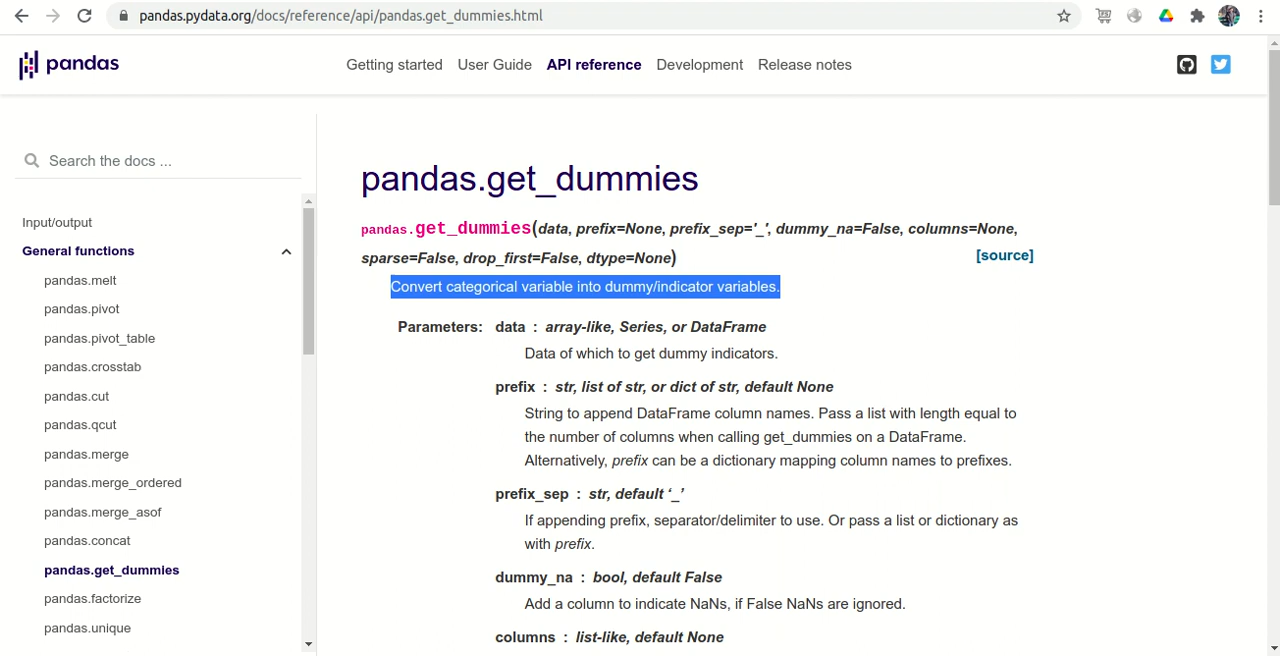 pandas.pydata.org/docs/reference/api/pandas.get_dummies.html
pandas
Getting started User Guide API reference Development Release notes
Search the docs ...
Input/output
General functions
pandas.melt
pandas.pivot
pandas.pivot_table
pandas.crosstab
pandas.cut
pandas.qcut
pandas.merge
pandas.merge_ordered
pandas.merge_asof
pandas.concat
pandas.get_dummies
pandas.factorize
pandas.unique
pandas.get_dummies
pandas.get_dummies(data, prefix=None, prefix_sep='_', dummy_na=False, columns=None,
sparse=False, drop_first=False, dtype=None) [source]
Convert categorical variable into dummy/indicator variables.
Parameters: data : array-like, Series, or DataFrame
Data of which to get dummy indicators.
prefix : str, list of str, or dict of str, default None
String to append DataFrame column names. Pass a list with length equal to
the number of columns when calling get_dummies on a DataFrame.
Alternatively, prefix can be a dictionary mapping column names to prefixes.
prefix_sep : str, default ‘_’
If appending prefix, separator/delimiter to use. Or pass a list or dictionary as
with prefix.
dummy_na : bool, default False
Add a column to indicate NaNs, if False NaNs are ignored.
columns : list-like, default None